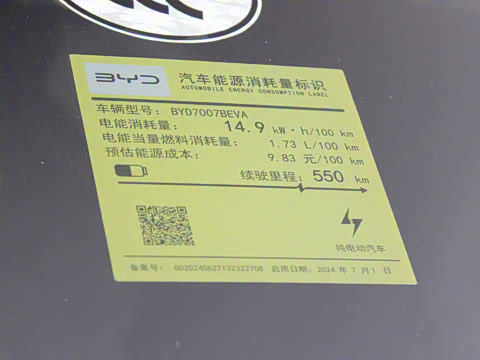 BYD
汽车能源消耗量标识
AUTOMOBILE ENERGY CONSUMPTION LABEL
车辆型号: BYD7007BEVA
电能消耗量: 14.9 kW·h/100 km
电能当量燃料消耗量: 1.73 L/100 km
预估能源成本: 9.83 元/100 km
续驶里程: 550 km
纯电动汽车
备案号: GD20240627132322708 启用日期: 2024 年 7 月 1 日